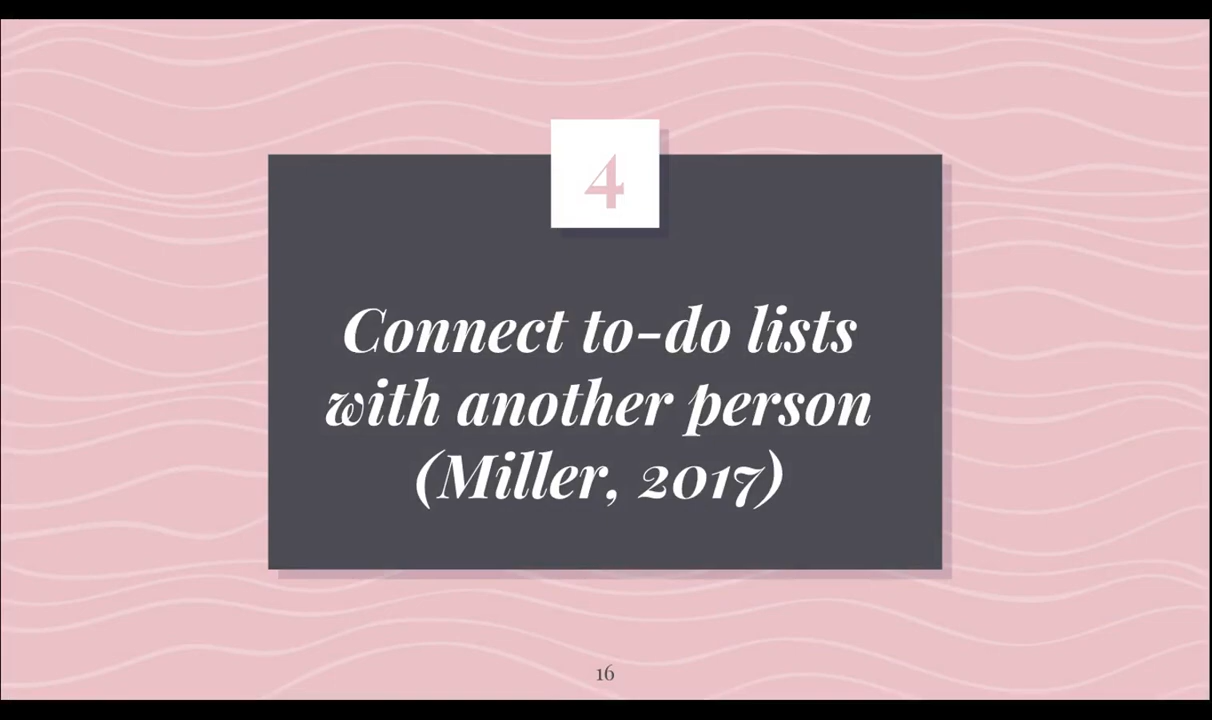 4
Connect to-do lists
with another person
(Miller, 2017)
16